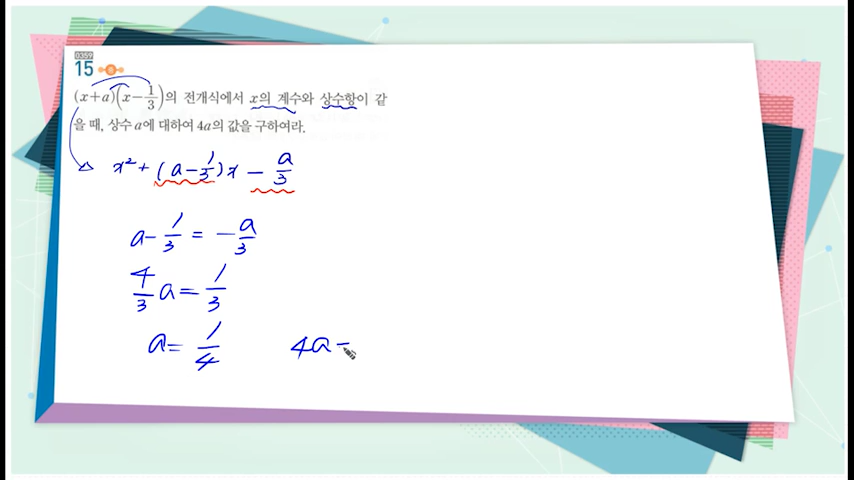 0359
15
(x+a)(x-1/3)의 전개식에서 x의 계수와 상수항이 같
을 때, 상수 a에 대하여 4a의 값을 구하여라.
x²+(a-1/3)x-a/3
a-1/3=-a/3
4/3a=1/3
a=1/4
4a=